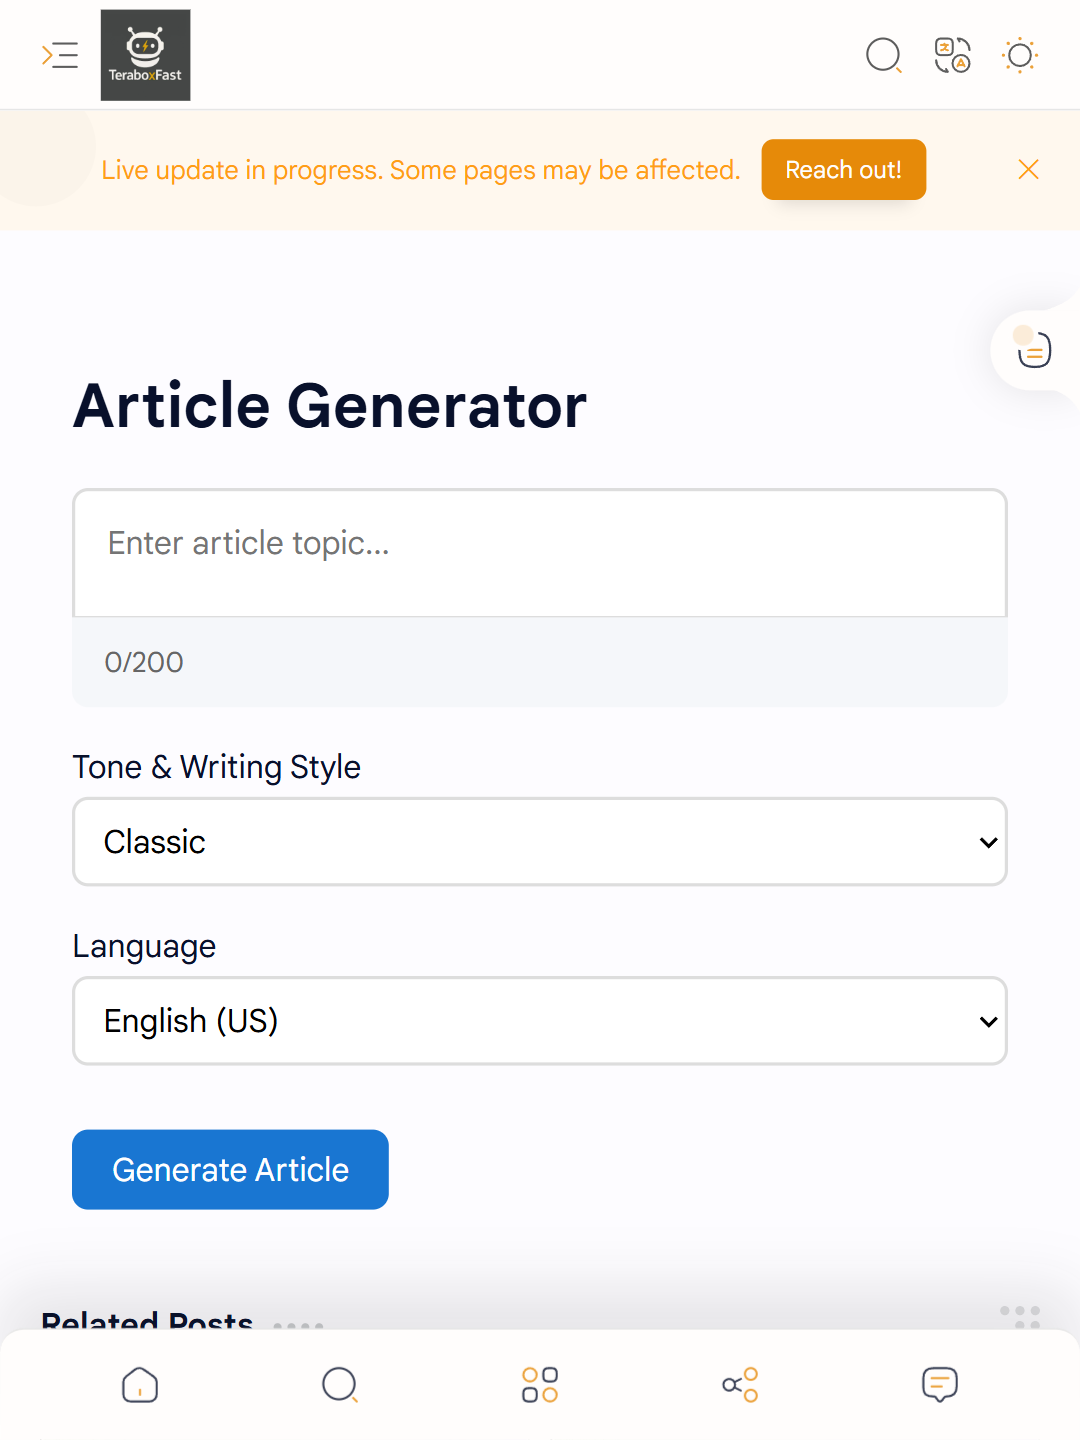 TeraboxFast
Live update in progress. Some pages may be affected.
Reach out!
Article Generator
Enter article topic...
0/200
Tone & Writing Style
Classic
Language
English (US)
Generate Article
Related Posts